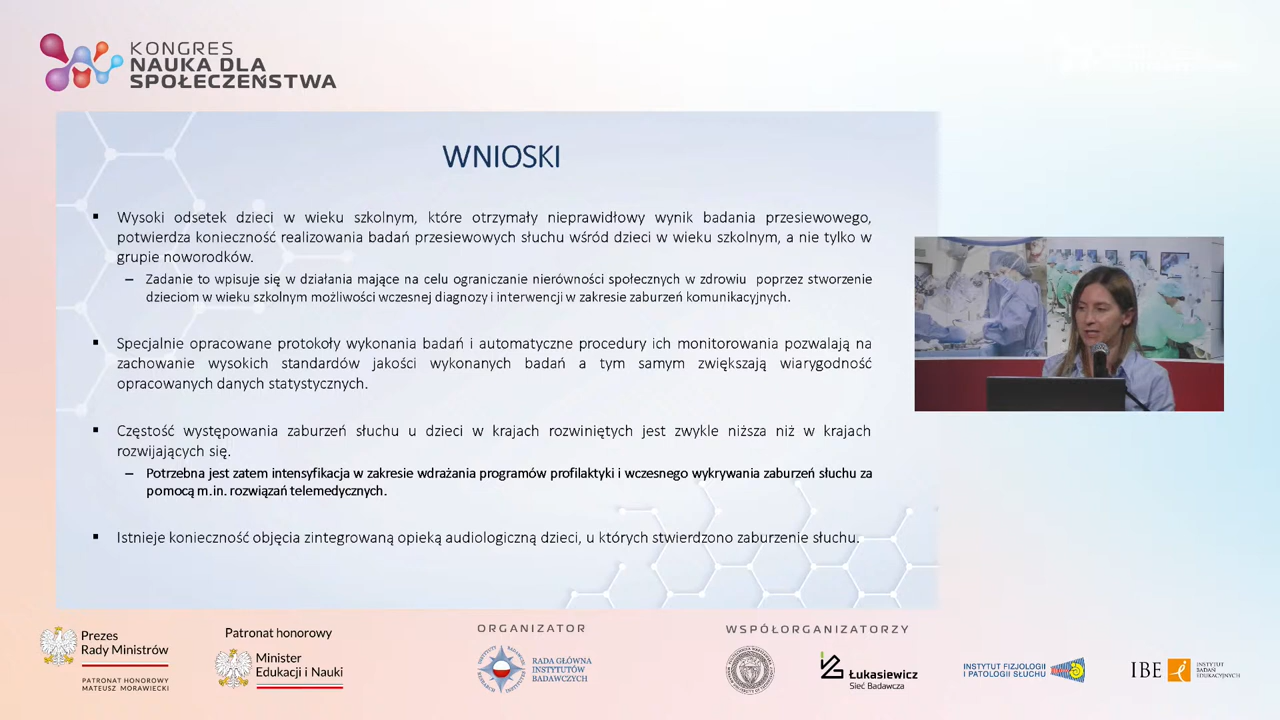 KONGRES
NAUKA DLA
SPOŁECZEŃSTWA
WNIOSKI
▪ Wysoki odsetek dzieci w wieku szkolnym, które otrzymały nieprawidłowy wynik badania przesiewowego,
potwierdza konieczność realizowania badań przesiewowych słuchu wśród dzieci w wieku szkolnym, a nie tylko w
grupie noworodków.
– Zadanie to wpisuje się w działania mające na celu ograniczanie nierówności społecznych w zdrowiu poprzez stworzenie
dzieciom w wieku szkolnym możliwości wczesnej diagnozy i interwencji w zakresie zaburzeń komunikacyjnych.
▪ Specjalnie opracowane protokoły wykonania badań i automatyczne procedury ich monitorowania pozwalają na
zachowanie wysokich standardów jakości wykonanych badań a tym samym zwiększają wiarygodność
opracowanych danych statystycznych.
▪ Częstość występowania zaburzeń słuchu u dzieci w krajach rozwiniętych jest zwykle niższa niż w krajach
rozwijających się.
– Potrzebna jest zatem intensyfikacja w zakresie wdrażania programów profilaktyki i wczesnego wykrywania zaburzeń słuchu za
pomocą m.in. rozwiązań telemedycznych.
▪ Istnieje konieczność objęcia zintegrowaną opieką audiologiczną dzieci, u których stwierdzono zaburzenie słuchu.
Prezes
Rady Ministrów
PATRONAT HONOROWY
MATEUSZ MORAWIECKI
Patronat honorowy
Minister
Edukacji i Nauki
ORGANIZATOR
RADA GŁÓWNA
INSTYTUTÓW
BADAWCZYCH
WSPÓŁORGANIZATORZY
Łukasiewicz
Sieć Badawcza
INSTYTUT FIZJOLOGII
I PATOLOGII SŁUCHU
IBE
INSTYTUT
BADAŃ
EDUKACYJNYCH